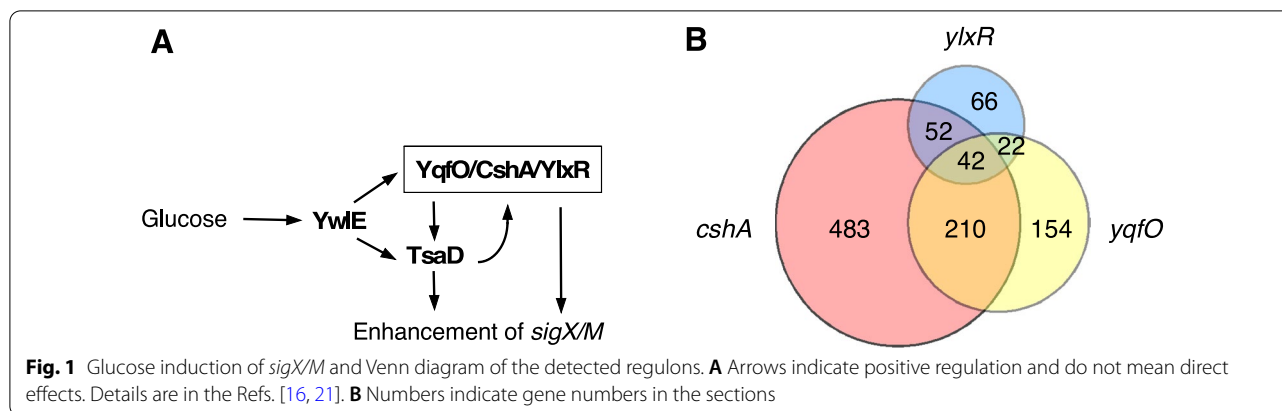 A
Glucose
YwlE
YqfO/CshA/YlxR
TsaD
Enhancement of sigX/M
B
ylxR
66
52
22
42
cshA
483
210
154
yqfO
Fig. 1 Glucose induction of sigX/M and Venn diagram of the detected regulons. A Arrows indicate positive regulation and do not mean direct
effects. Details are in the Refs. [16, 21]. B Numbers indicate gene numbers in the sections